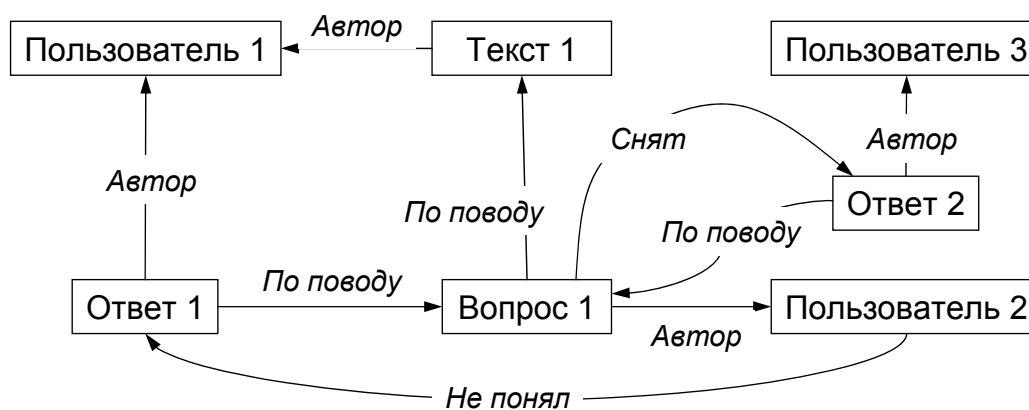 Автор
Пользователь 1
Текст 1
Пользователь 3
Снят
Автор
Автор
Ответ 2
По поводу
По поводу
По поводу
Ответ 1
Вопрос 1
Пользователь 2
Автор
Не понял